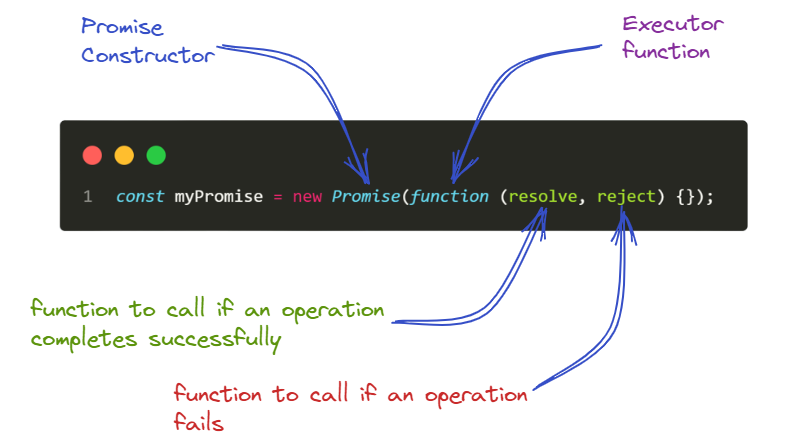 Promise
Constructor
Executor
function
1 const myPromise = new Promise(function (resolve, reject) {});
function to call if an operation
completes successfully
function to call if an operation
fails